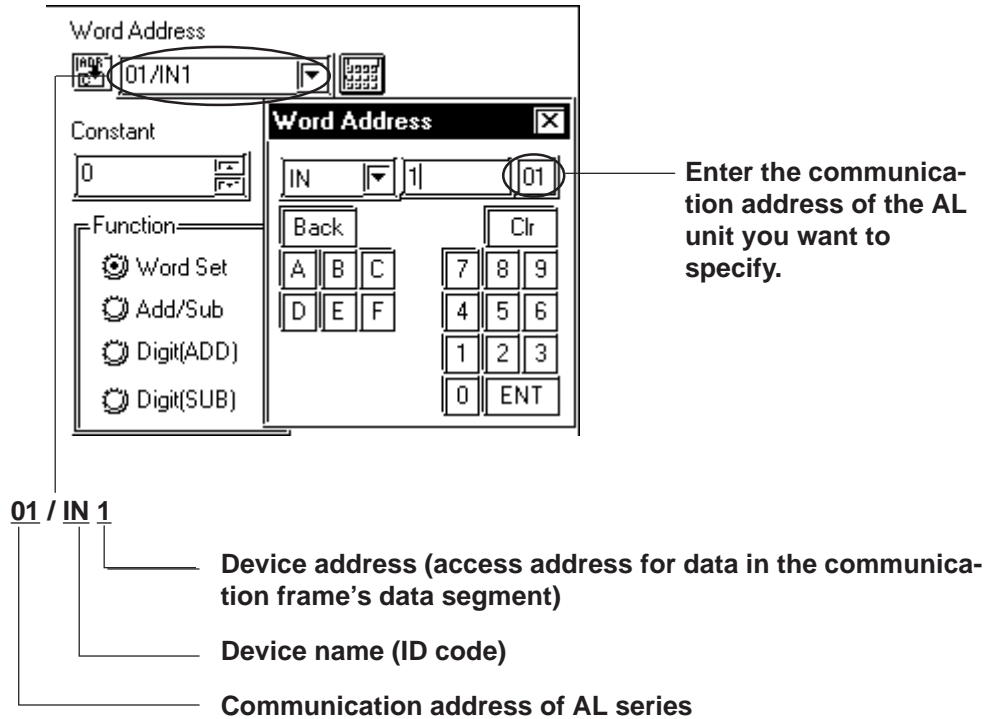 Word Address
01/IN1
Constant
0
Function
Word Set
Add/Sub
Digit(ADD)
Digit(SUB)
Word Address
IN 1 01
Back Clr
A B C 7 8 9
D E F 4 5 6
1 2 3
0 ENT
Enter the communica-
tion address of the AL
unit you want to
specify.
01 / IN 1
Device address (access address for data in the communica-
tion frame's data segment)
Device name (ID code)
Communication address of AL series